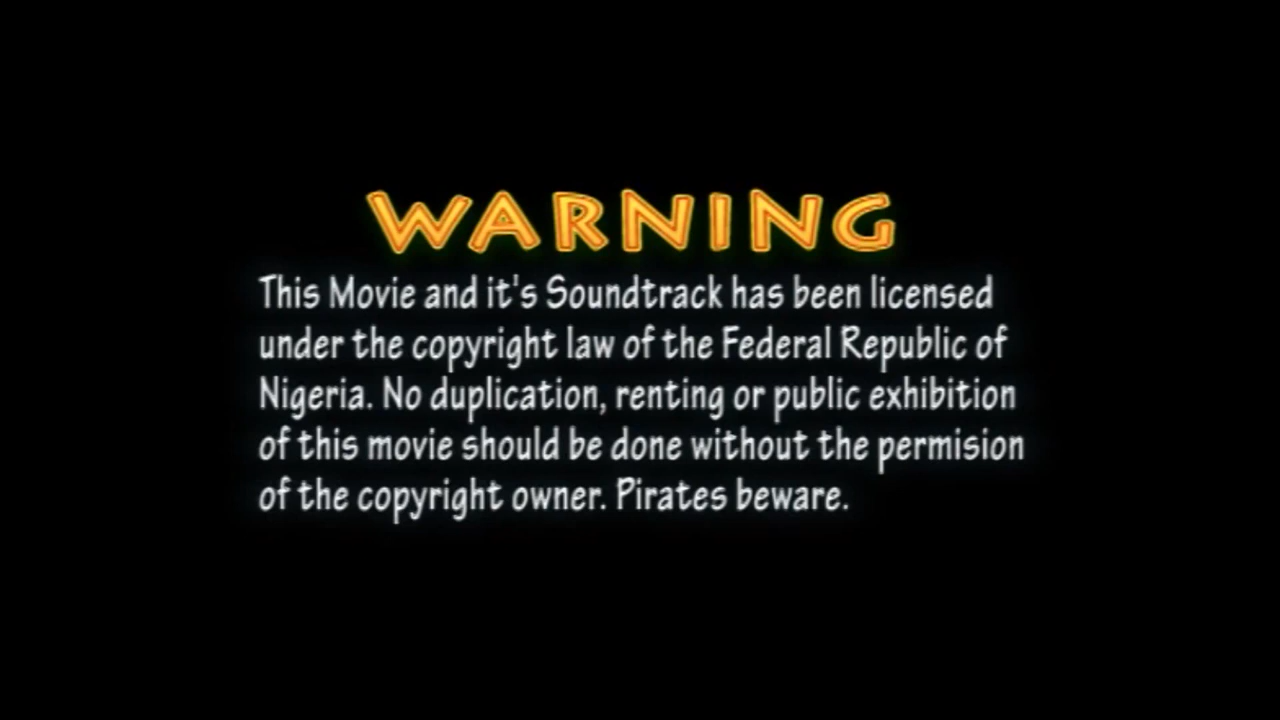 WARNING
This Movie and it's Soundtrack has been licensed
under the copyright law of the Federal Republic of
Nigeria. No duplication, renting or public exhibition
of this movie should be done without the permision
of the copyright owner. Pirates beware.